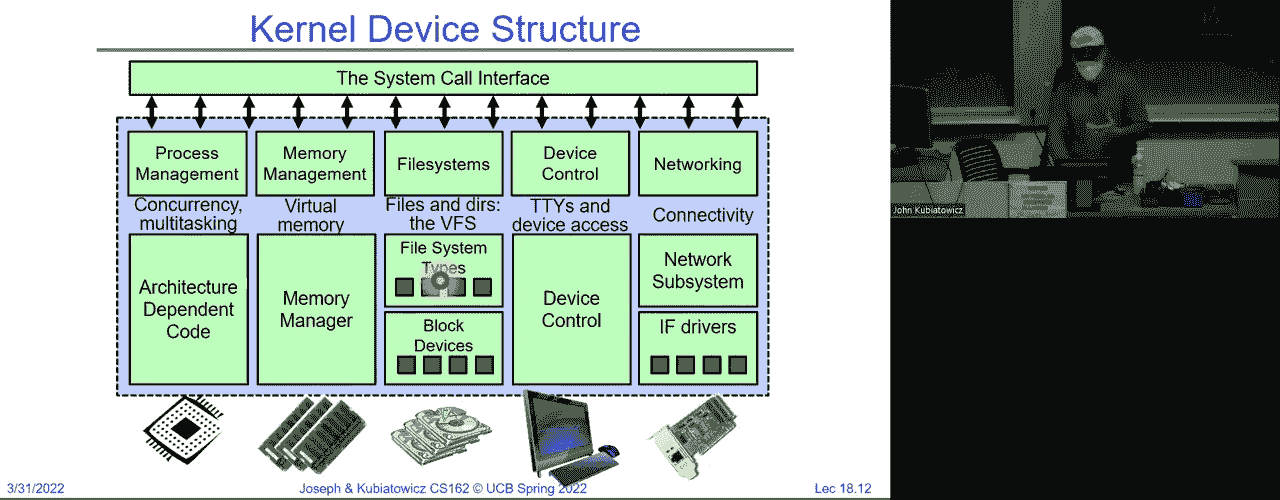 Kernel Device Structure
The System Call Interface
Process
Management
Memory
Management
Filesystems
Device
Control
Networking
Concurrency,
multitasking
Virtual
memory
Files and dirs:
the VFS
TTYs and
device access
Connectivity
Architecture
Dependent
Code
Memory
Manager
File System
Types
Block
Devices
Device
Control
Network
Subsystem
IF drivers
3/31/2022
Joseph & Kubiatowicz CS162 © UCB Spring 2022
Lec 18.12
John Kubiatowicz